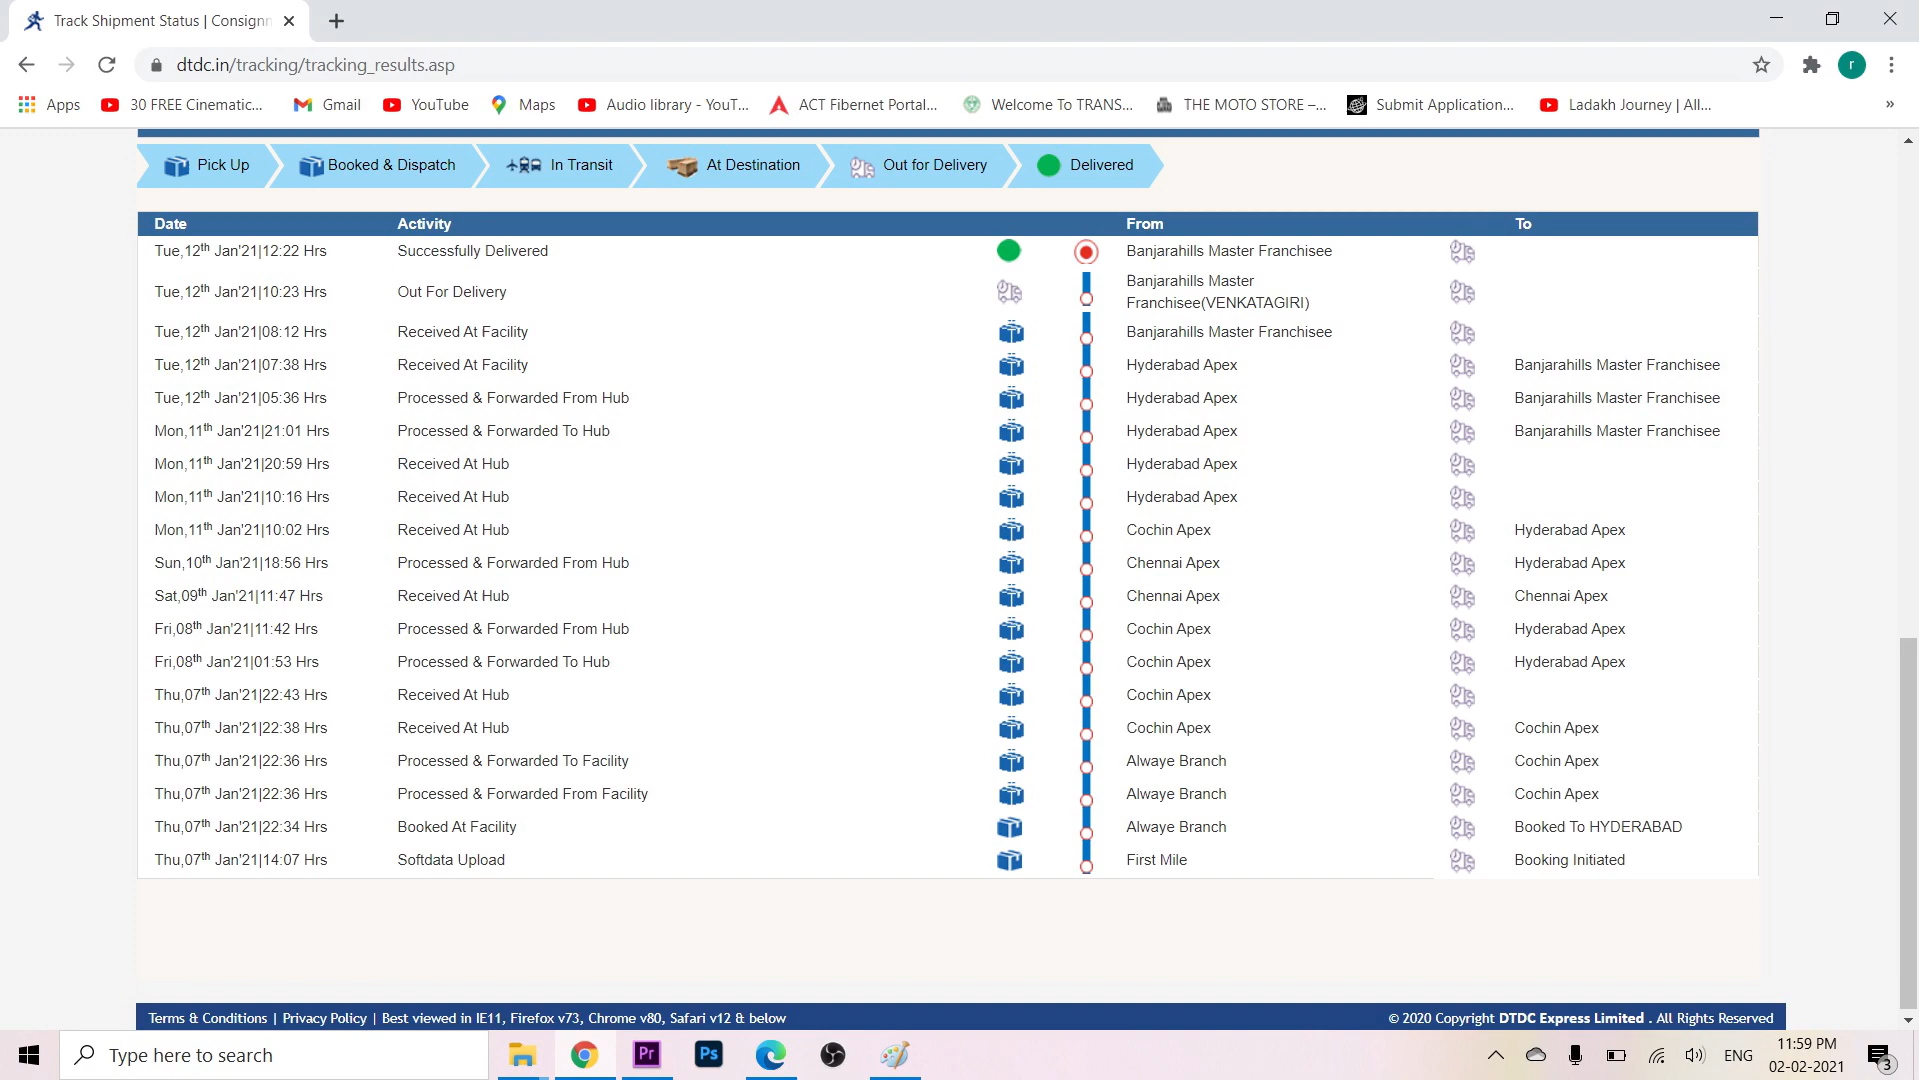 Track Shipment Status | Consignm
dtdc.in/tracking/tracking_results.asp
r
Apps 30 FREE Cinematic... Gmail YouTube Maps Audio library - YouT... ACT Fibernet Portal... Welcome To TRANS... THE MOTO STORE –... Submit Application... Ladakh Journey | All... »
Pick Up Booked & Dispatch In Transit At Destination Out for Delivery Delivered
Date Activity From To
Tue,12th Jan'21|12:22 Hrs Successfully Delivered Banjarahills Master Franchisee
Tue,12th Jan'21|10:23 Hrs Out For Delivery Banjarahills Master
Franchisee(VENKATAGIRI)
Tue,12th Jan'21|08:12 Hrs Received At Facility Banjarahills Master Franchisee
Tue,12th Jan'21|07:38 Hrs Received At Facility Hyderabad Apex Banjarahills Master Franchisee
Tue,12th Jan'21|05:36 Hrs Processed & Forwarded From Hub Hyderabad Apex Banjarahills Master Franchisee
Mon,11th Jan'21|21:01 Hrs Processed & Forwarded To Hub Hyderabad Apex Banjarahills Master Franchisee
Mon,11th Jan'21|20:59 Hrs Received At Hub Hyderabad Apex
Mon,11th Jan'21|10:16 Hrs Received At Hub Hyderabad Apex
Mon,11th Jan'21|10:02 Hrs Received At Hub Cochin Apex Hyderabad Apex
Sun,10th Jan'21|18:56 Hrs Processed & Forwarded From Hub Chennai Apex Hyderabad Apex
Sat,09th Jan'21|11:47 Hrs Received At Hub Chennai Apex Chennai Apex
Fri,08th Jan'21|11:42 Hrs Processed & Forwarded From Hub Cochin Apex Hyderabad Apex
Fri,08th Jan'21|01:53 Hrs Processed & Forwarded To Hub Cochin Apex Hyderabad Apex
Thu,07th Jan'21|22:43 Hrs Received At Hub Cochin Apex
Thu,07th Jan'21|22:38 Hrs Received At Hub Cochin Apex Cochin Apex
Thu,07th Jan'21|22:36 Hrs Processed & Forwarded To Facility Alwaye Branch Cochin Apex
Thu,07th Jan'21|22:36 Hrs Processed & Forwarded From Facility Alwaye Branch Cochin Apex
Thu,07th Jan'21|22:34 Hrs Booked At Facility Alwaye Branch Booked To HYDERABAD
Thu,07th Jan'21|14:07 Hrs Softdata Upload First Mile Booking Initiated
Terms & Conditions | Privacy Policy | Best viewed in IE11, Firefox v73, Chrome v80, Safari v12 & below © 2020 Copyright DTDC Express Limited . All Rights Reserved
Type here to search Pr Ps ENG 11:59 PM
02-02-2021 3